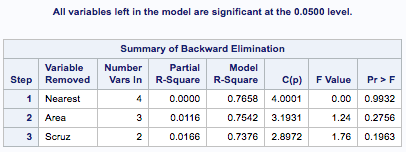 All variables left in the model are significant at the 0.0500 level.
Summary of Backward Elimination
Step Variable Removed Number Vars In Partial R-Square Model R-Square C(p) F Value Pr > F
1 Nearest 4 0.0000 0.7658 4.0001 0.00 0.9932
2 Area 3 0.0116 0.7542 3.1931 1.24 0.2756
3 Scruz 2 0.0166 0.7376 2.8972 1.76 0.1963